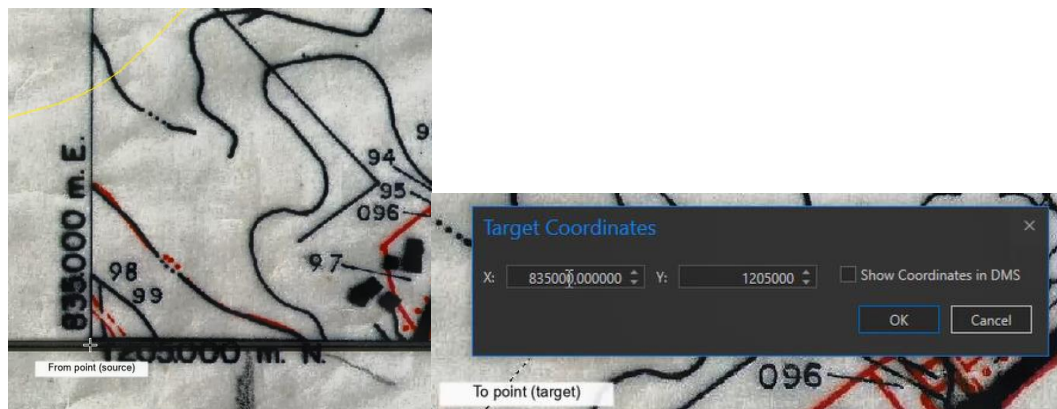 9
94
95
096
97
98
99
835000 m. E.
1205000 m. N.
From point (source)
Target Coordinates
X: 835000,000000 Y: 1205000 Show Coordinates in DMS
OK Cancel
096
To point (target)